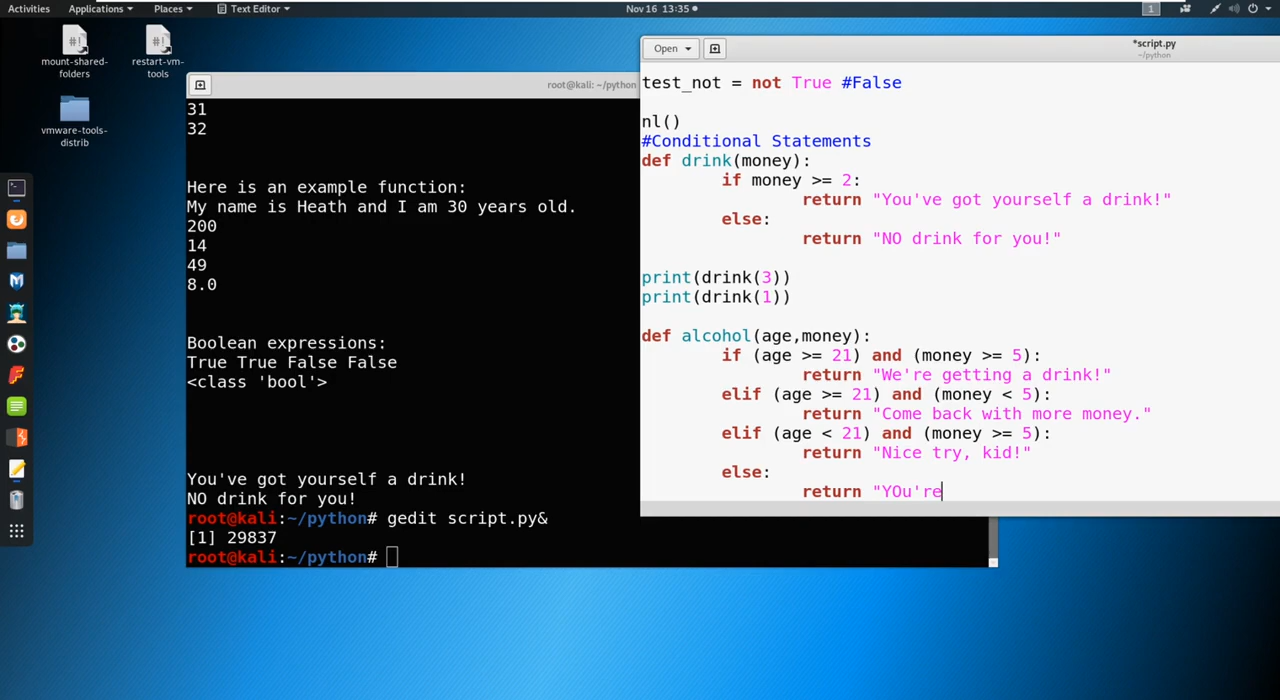 Activities Applications Places Text Editor Nov 16 13:35 1
mount-shared-
folders
restart-vm-
tools
vmware-tools-
distrib
root@kali: ~/python
31
32
Here is an example function:
My name is Heath and I am 30 years old.
200
14
49
8.0
Boolean expressions:
True True False False
<class 'bool'>
You've got yourself a drink!
NO drink for you!
root@kali:~/python# gedit script.py&
[1] 29837
root@kali:~/python#
Open
*script.py
~/python
test_not = not True #False
nl()
#Conditional Statements
def drink(money):
if money >= 2:
return "You've got yourself a drink!"
else:
return "NO drink for you!"
print(drink(3))
print(drink(1))
def alcohol(age,money):
if (age >= 21) and (money >= 5):
return "We're getting a drink!"
elif (age >= 21) and (money < 5):
return "Come back with more money."
elif (age < 21) and (money >= 5):
return "Nice try, kid!"
else:
return "YOu're